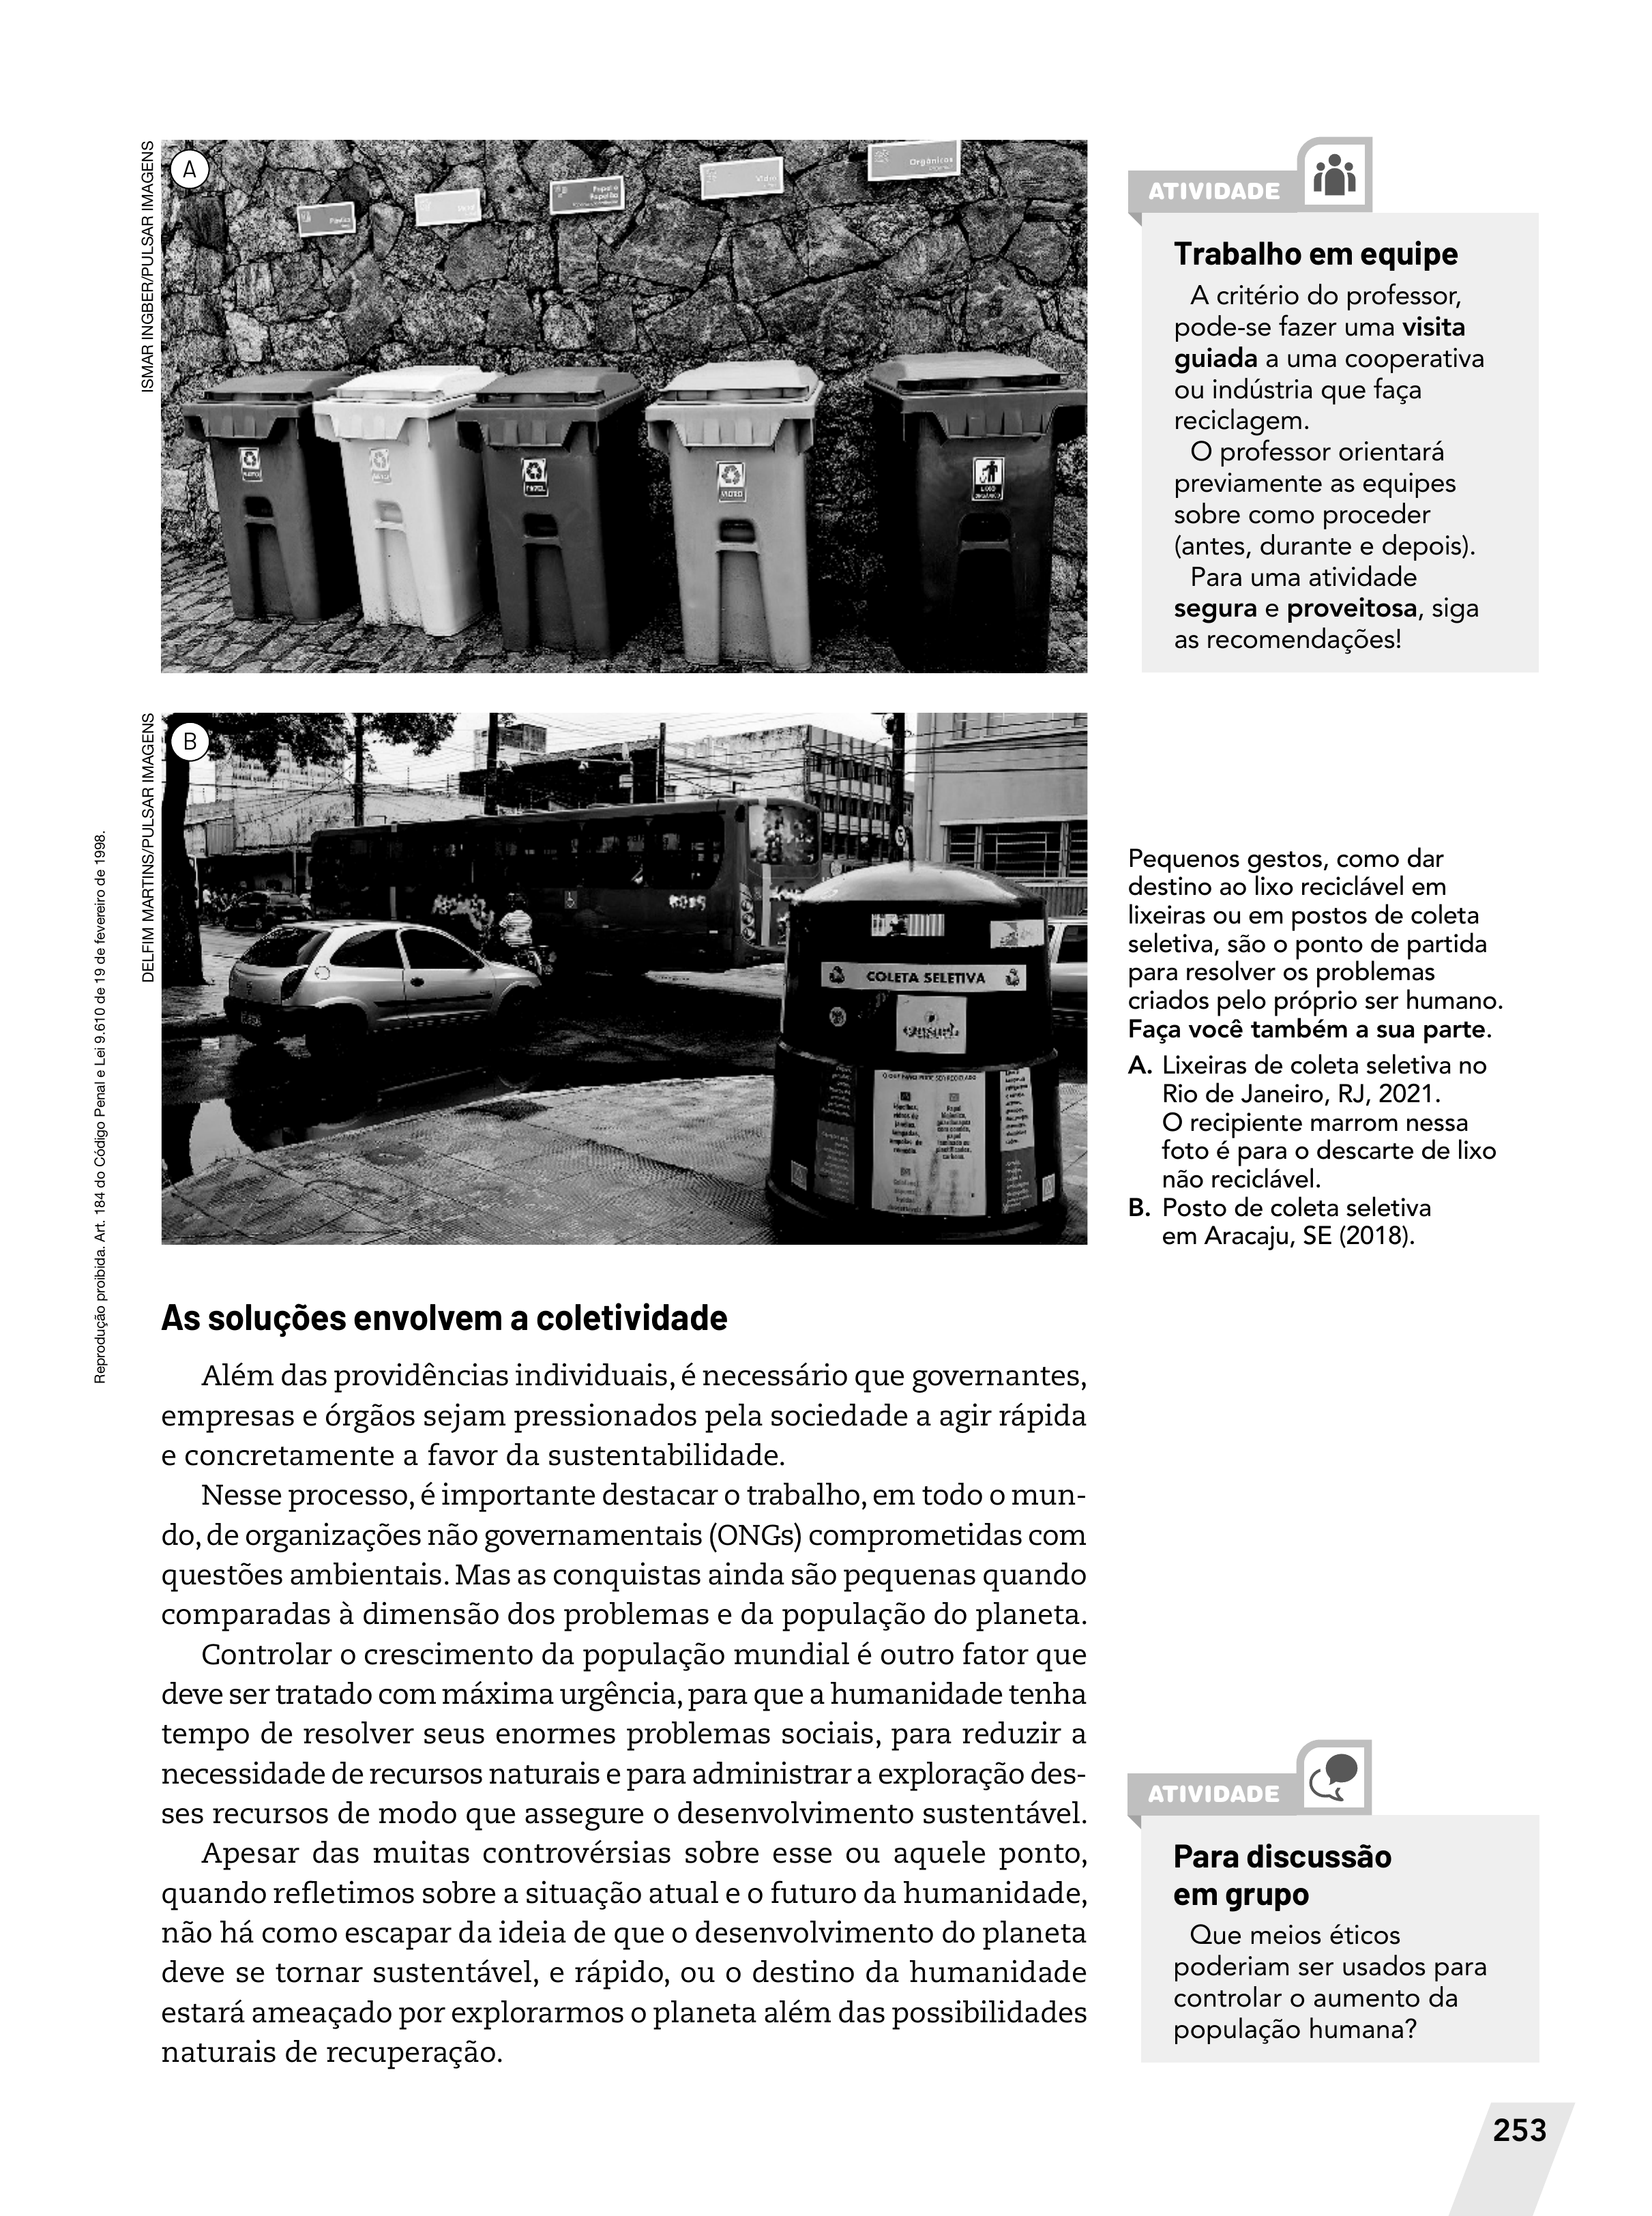 ISMAR INGBER/PULSAR IMAGENS
A
Orgânicos
Papel e
Papelão
PAPEL
VIDRO
LIXO
ORGÂNICO
ATIVIDADE
Trabalho em equipe
A critério do professor,
pode-se fazer uma visita
guiada a uma cooperativa
ou indústria que faça
reciclagem.
O professor orientará
previamente as equipes
sobre como proceder
(antes, durante e depois).
Para uma atividade
segura e proveitosa, siga
as recomendações!
DELFIM MARTINS/PULSAR IMAGENS
B
COLETA SELETIVA
Pequenos gestos, como dar
destino ao lixo reciclável em
lixeiras ou em postos de coleta
seletiva, são o ponto de partida
para resolver os problemas
criados pelo próprio ser humano.
Faça você também a sua parte.
A. Lixeiras de coleta seletiva no
Rio de Janeiro, RJ, 2021.
O recipiente marrom nessa
foto é para o descarte de lixo
não reciclável.
B. Posto de coleta seletiva
em Aracaju, SE (2018).
Reprodução proibida. Art. 184 do Código Penal e Lei 9.610 de 19 de fevereiro de 1998.
As soluções envolvem a coletividade
Além das providências individuais, é necessário que governantes,
empresas e órgãos sejam pressionados pela sociedade a agir rápida
e concretamente a favor da sustentabilidade.
Nesse processo, é importante destacar o trabalho, em todo o mun-
do, de organizações não governamentais (ONGs) comprometidas com
questões ambientais. Mas as conquistas ainda são pequenas quando
comparadas à dimensão dos problemas e da população do planeta.
Controlar o crescimento da população mundial é outro fator que
deve ser tratado com máxima urgência, para que a humanidade tenha
tempo de resolver seus enormes problemas sociais, para reduzir a
necessidade de recursos naturais e para administrar a exploração des-
ses recursos de modo que assegure o desenvolvimento sustentável.
Apesar das muitas controvérsias sobre esse ou aquele ponto,
quando refletimos sobre a situação atual e o futuro da humanidade,
não há como escapar da ideia de que o desenvolvimento do planeta
deve se tornar sustentável, e rápido, ou o destino da humanidade
estará ameaçado por explorarmos o planeta além das possibilidades
naturais de recuperação.
ATIVIDADE
Para discussão
em grupo
Que meios éticos
poderiam ser usados para
controlar o aumento da
população humana?
253